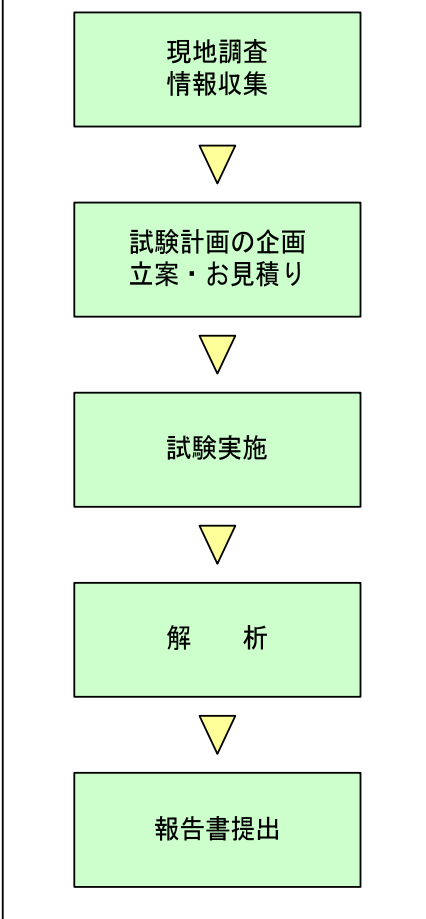 現地調査
情報収集
試験計画の企画
立案・お見積り
試験実施
解　　析
報告書提出